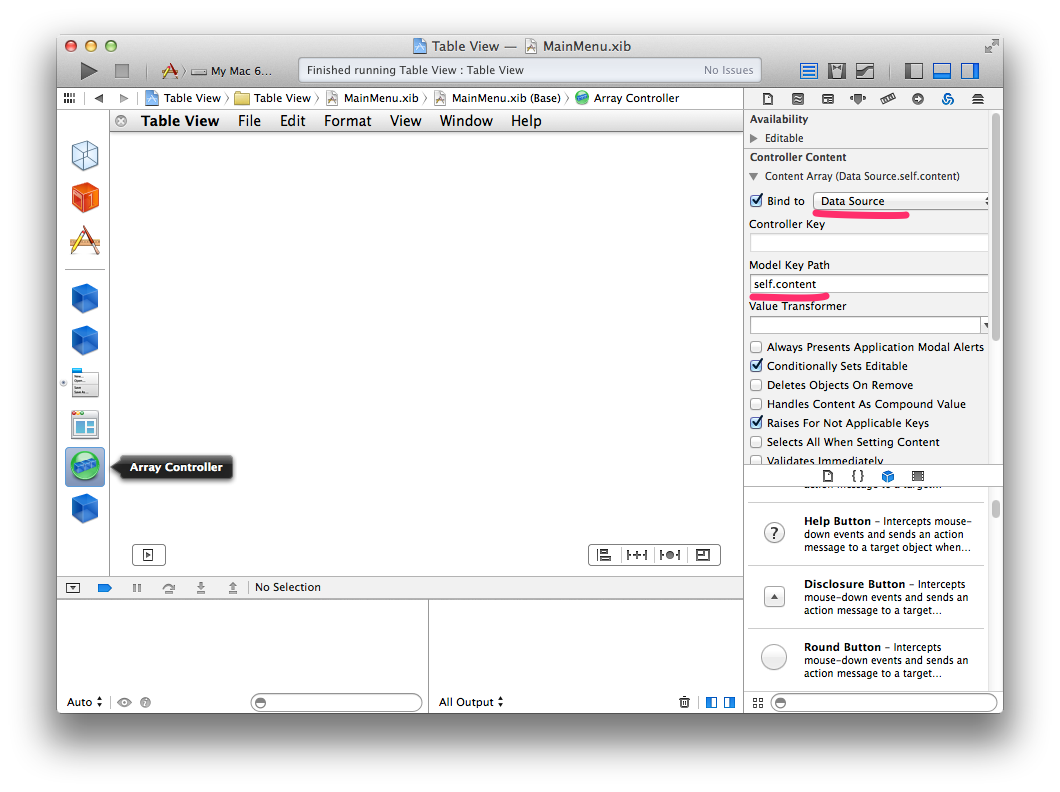 Table View — MainMenu.xib
My Mac 6...
Finished running Table View : Table View
No Issues
Table View
Table View
MainMenu.xib
MainMenu.xib (Base)
Array Controller
Table View File Edit Format View Window Help
Array Controller
Availability
Editable
Controller Content
Content Array (Data Source.self.content)
Bind to Data Source
Controller Key
Model Key Path
self.content
Value Transformer
Always Presents Application Modal Alerts
Conditionally Sets Editable
Deletes Objects On Remove
Handles Content As Compound Value
Raises For Not Applicable Keys
Selects All When Setting Content
Validates Immediately
action message to a target...
Help Button – Intercepts mouse-
down events and sends an action
message to a target object when...
Disclosure Button – Intercepts
mouse-down events and sends an
action message to a target...
Round Button – Intercepts
mouse-down events and sends an
action message to a target...
No Selection
Auto
All Output